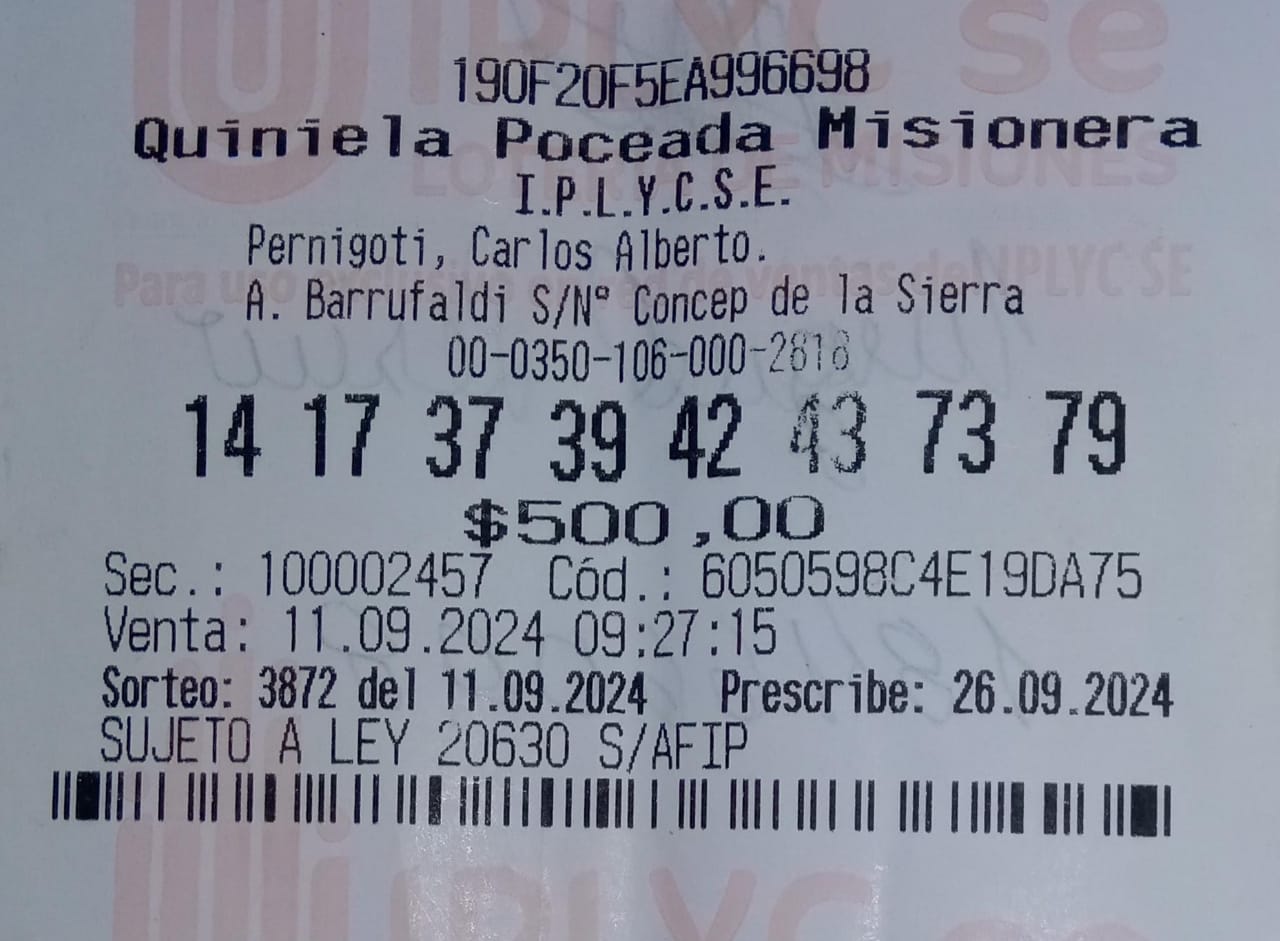 190F20F5EA996698
Quiniela Poceada Misionera
I.P.L.Y.C.S.E.
Pernigoti, Carlos Alberto.
A. Barrufaldi S/Nº Concep de la Sierra
00-0350-106-000-2818
14 17 37 39 42 43 73 79
$500,00
Sec.: 100002457 Cód.: 6050598C4E19DA75
Venta: 11.09.2024 09:27:15
Sorteo: 3872 del 11.09.2024 Prescribe: 26.09.2024
SUJETO A LEY 20630 S/AFIP